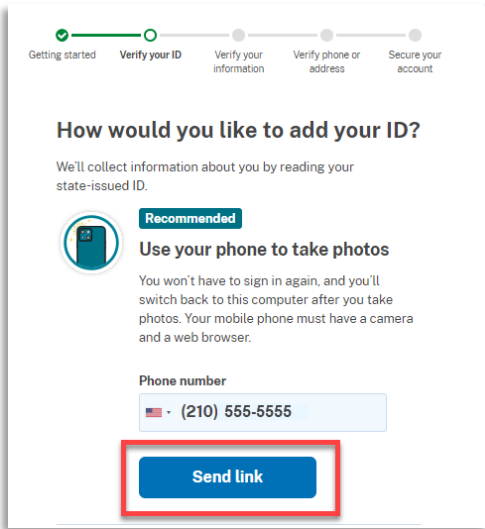 Getting started
Verify your ID
Verify your
information
Verify phone or
address
Secure your
account
How would you like to add your ID?
We'll collect information about you by reading your
state-issued ID.
Recommended
Use your phone to take photos
You won't have to sign in again, and you'll
switch back to this computer after you take
photos. Your mobile phone must have a camera
and a web browser.
Phone number
(210) 555-5555
Send link